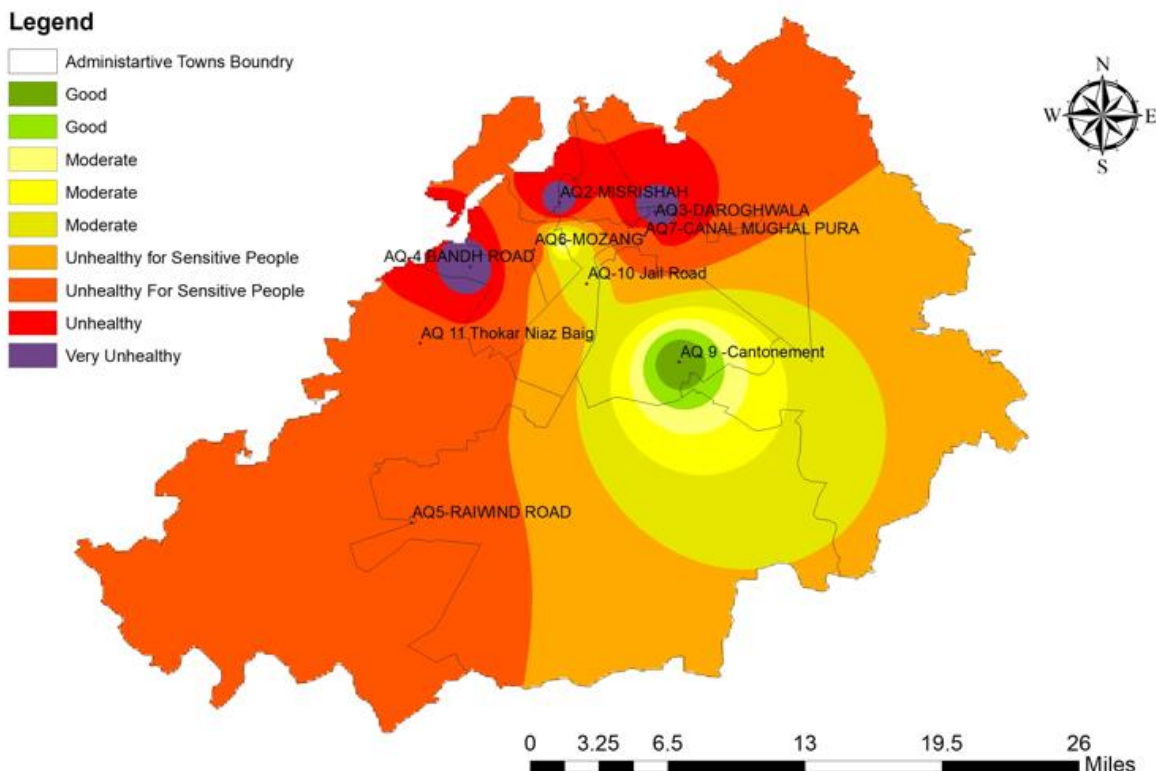 Legend
Administartive Towns Boundry
Good
Good
Moderate
Moderate
Moderate
Unhealthy for Sensitive People
Unhealthy For Sensitive People
Unhealthy
Very Unhealthy
N
W E
S
AQ2-MISRISHAH
AQ3-DAROGHWALA
AQ7-CANAL MUGHAL PURA
AQ6-MOZANG
AQ-4 BANDH ROAD
AQ-10 Jail Road
AQ 11 Thokar Niaz Baig
AQ 9 -Cantonement
AQ5-RAIWIND ROAD
0 3.25 6.5 13 19.5 26
Miles